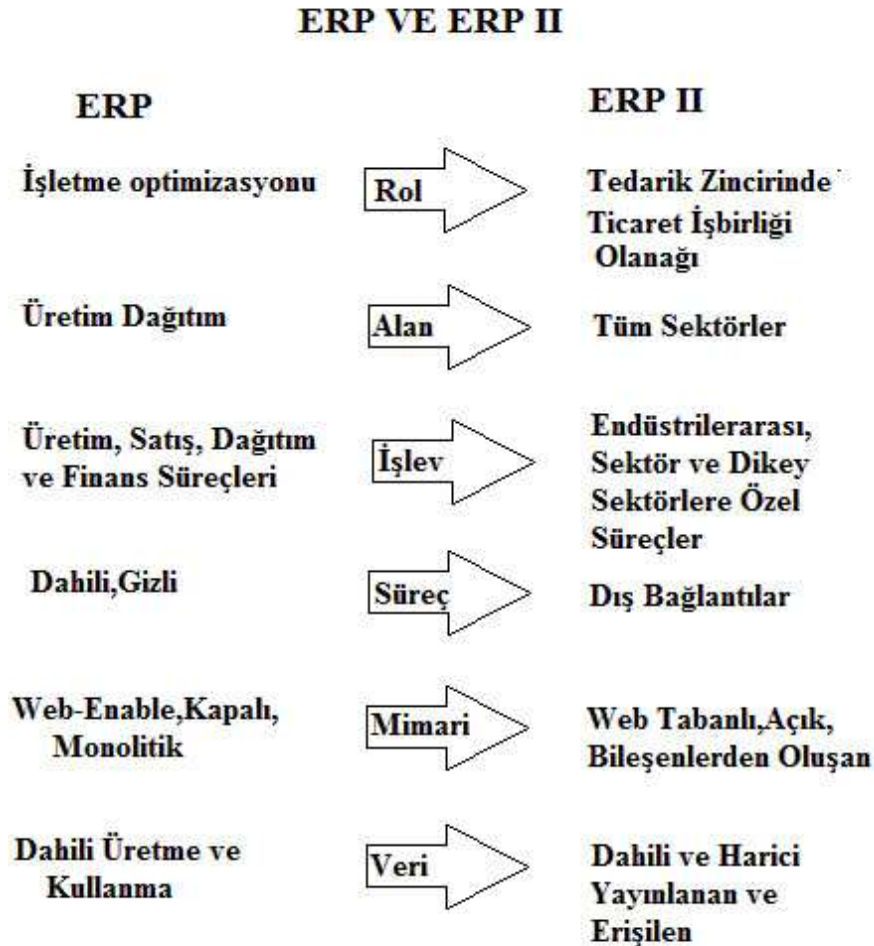 ERP VE ERP II
ERP
ERP II
İşletme optimizasyonu
Rol
Tedarik Zincirinde
Ticaret İşbirliği
Olanağı
Üretim Dağıtım
Alan
Tüm Sektörler
Üretim, Satış, Dağıtım
ve Finans Süreçleri
İşlev
Endüstrilerarası,
Sektör ve Dikey
Sektörlere Özel
Süreçler
Dahili,Gizli
Süreç
Dış Bağlantılar
Web-Enable,Kapalı,
Monolitik
Mimari
Web Tabanlı,Açık,
Bileşenlerden Oluşan
Dahili Üretme ve
Kullanma
Veri
Dahili ve Harici
Yayınlanan ve
Erişilen